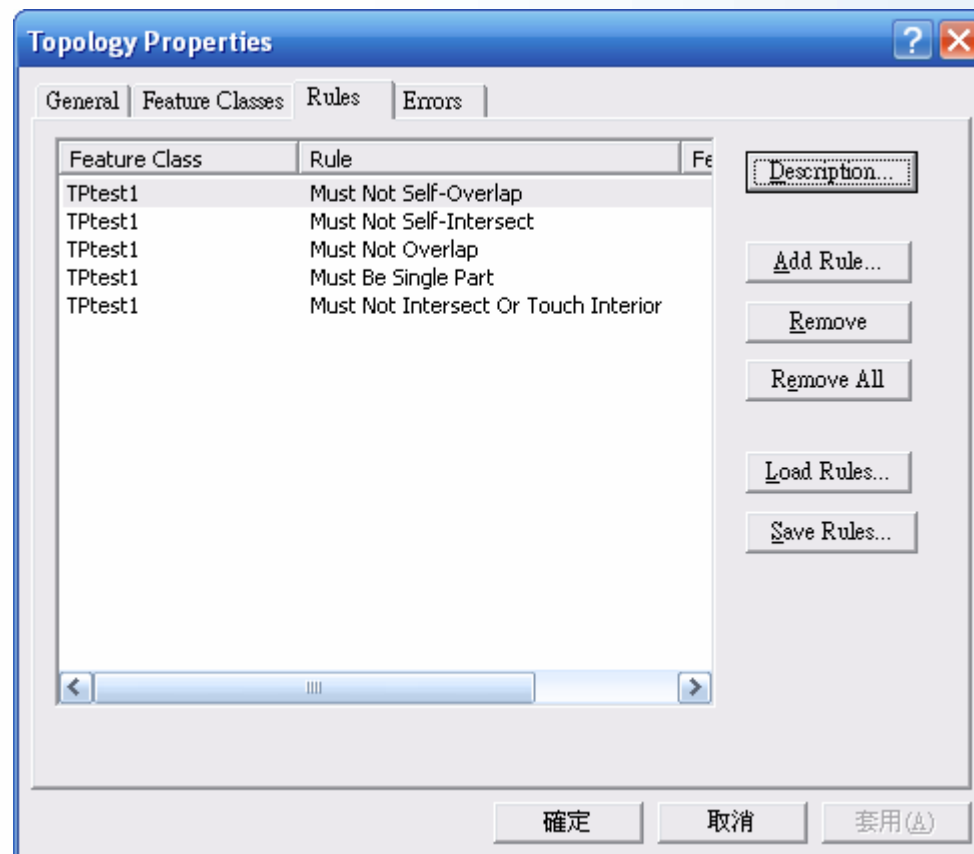 Topology Properties
General Feature Classes Rules Errors
Feature Class Rule Fe
TPtest1 Must Not Self-Overlap
TPtest1 Must Not Self-Intersect
TPtest1 Must Not Overlap
TPtest1 Must Be Single Part
TPtest1 Must Not Intersect Or Touch Interior
Description...
Add Rule...
Remove
Remove All
Load Rules...
Save Rules...
確定 取消 套用(A)